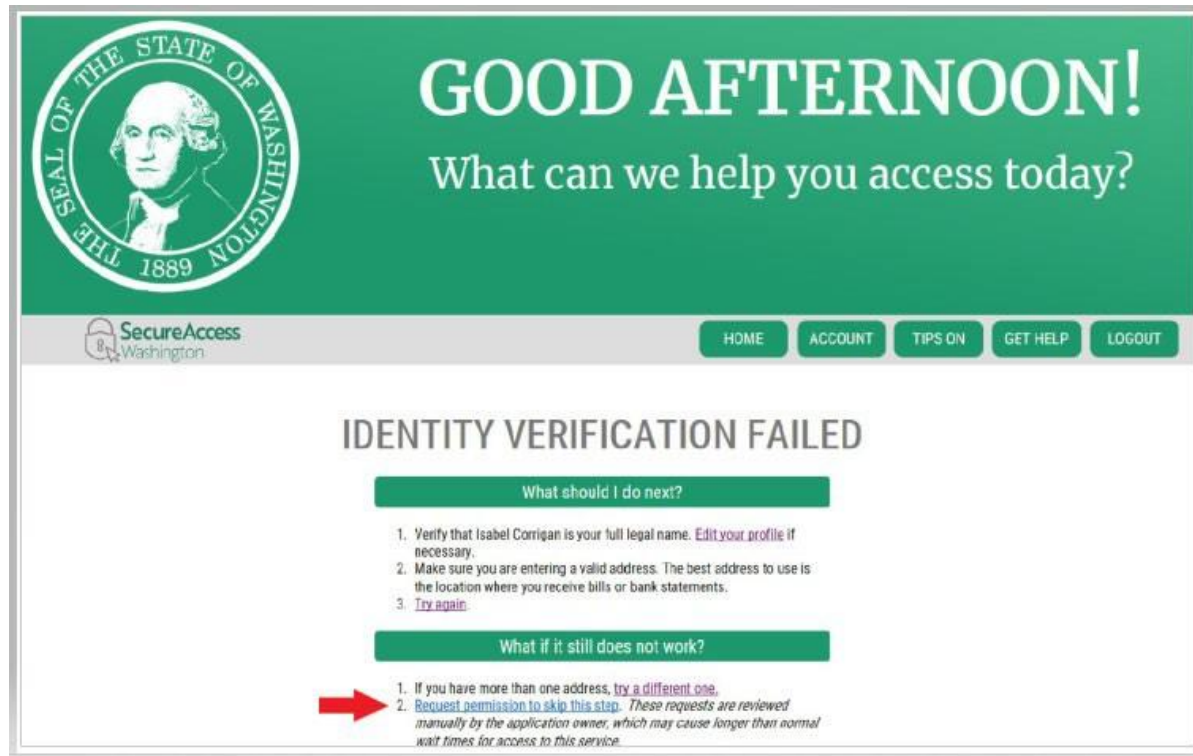 THE SEAL OF THE STATE OF WASHINGTON
1889
GOOD AFTERNOON!
What can we help you access today?
SecureAccess
Washington
HOME
ACCOUNT
TIPS ON
GET HELP
LOGOUT
IDENTITY VERIFICATION FAILED
What should I do next?
1. Verify that Isabel Corrigan is your full legal name. Edit your profile if
necessary.
2. Make sure you are entering a valid address. The best address to use is
the location where you receive bills or bank statements.
3. Try again.
What if it still does not work?
1. If you have more than one address, try a different one.
2. Request permission to skip this step. These requests are reviewed
manually by the application owner, which may cause longer than normal
wait times for access to this service.